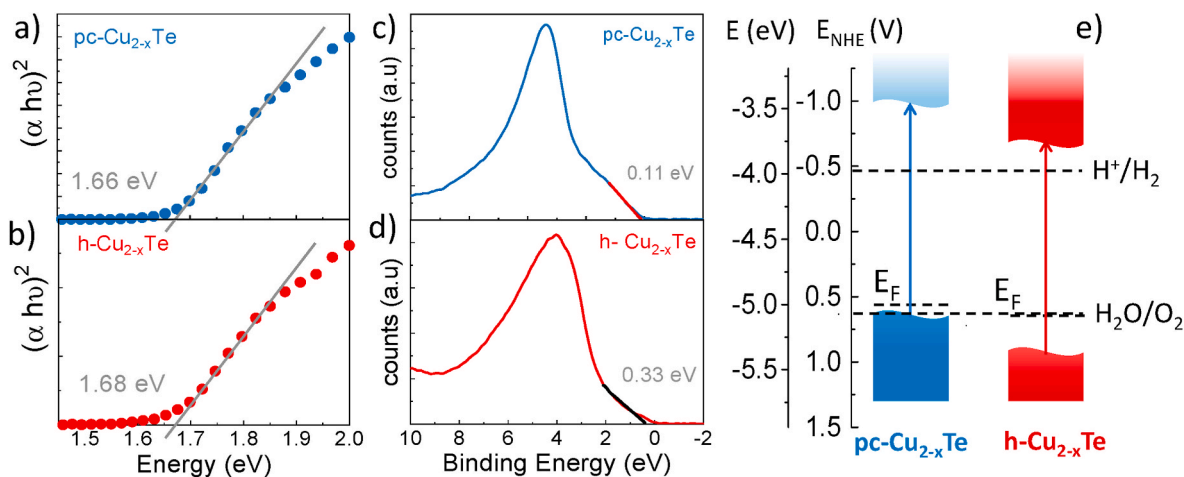 a)
pc-Cu2-xTe
(α hυ)²
1.66 eV
b)
h-Cu2-xTe
(α hυ)²
1.68 eV
1.5 1.6 1.7 1.8 1.9 2.0
Energy (eV)
c)
pc-Cu2-xTe
counts (a.u)
0.11 eV
d)
h- Cu2-xTe
counts (a.u)
0.33 eV
10 8 6 4 2 0 -2
Binding Energy (eV)
E (eV) ENHE (V) e)
-3.5
-4.0
-4.5
-5.0
-5.5
-1.0
-0.5
0.0
0.5
1.0
1.5
H⁺/H2
EF
EF
H2O/O2
pc-Cu2-xTe
h-Cu2-xTe